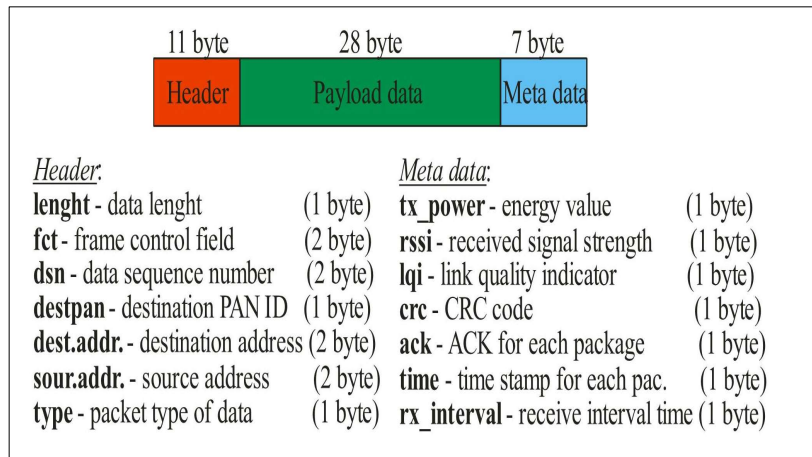 11 byte 28 byte 7 byte
Header Payload data Meta data
Header:
lenght - data lenght (1 byte)
fct - frame control field (2 byte)
dsn - data sequence number (2 byte)
destpan - destination PAN ID (1 byte)
dest.addr. - destination address (2 byte)
sour.addr. - source address (2 byte)
type - packet type of data (1 byte)
Meta data:
tx_power - energy value (1 byte)
rssi - received signal strength (1 byte)
lqi - link quality indicator (1 byte)
crc - CRC code (1 byte)
ack - ACK for each package (1 byte)
time - time stamp for each pac. (1 byte)
rx_interval - receive interval time (1 byte)